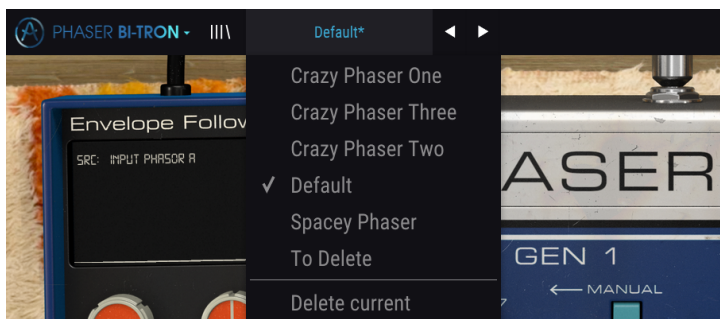 PHASER BI-TRON
Default*
Crazy Phaser One
Crazy Phaser Three
Crazy Phaser Two
Default
Spacey Phaser
To Delete
Delete current
Envelope Follow
SRC: INPUT PHASOR A
ASER
GEN 1
MANUAL